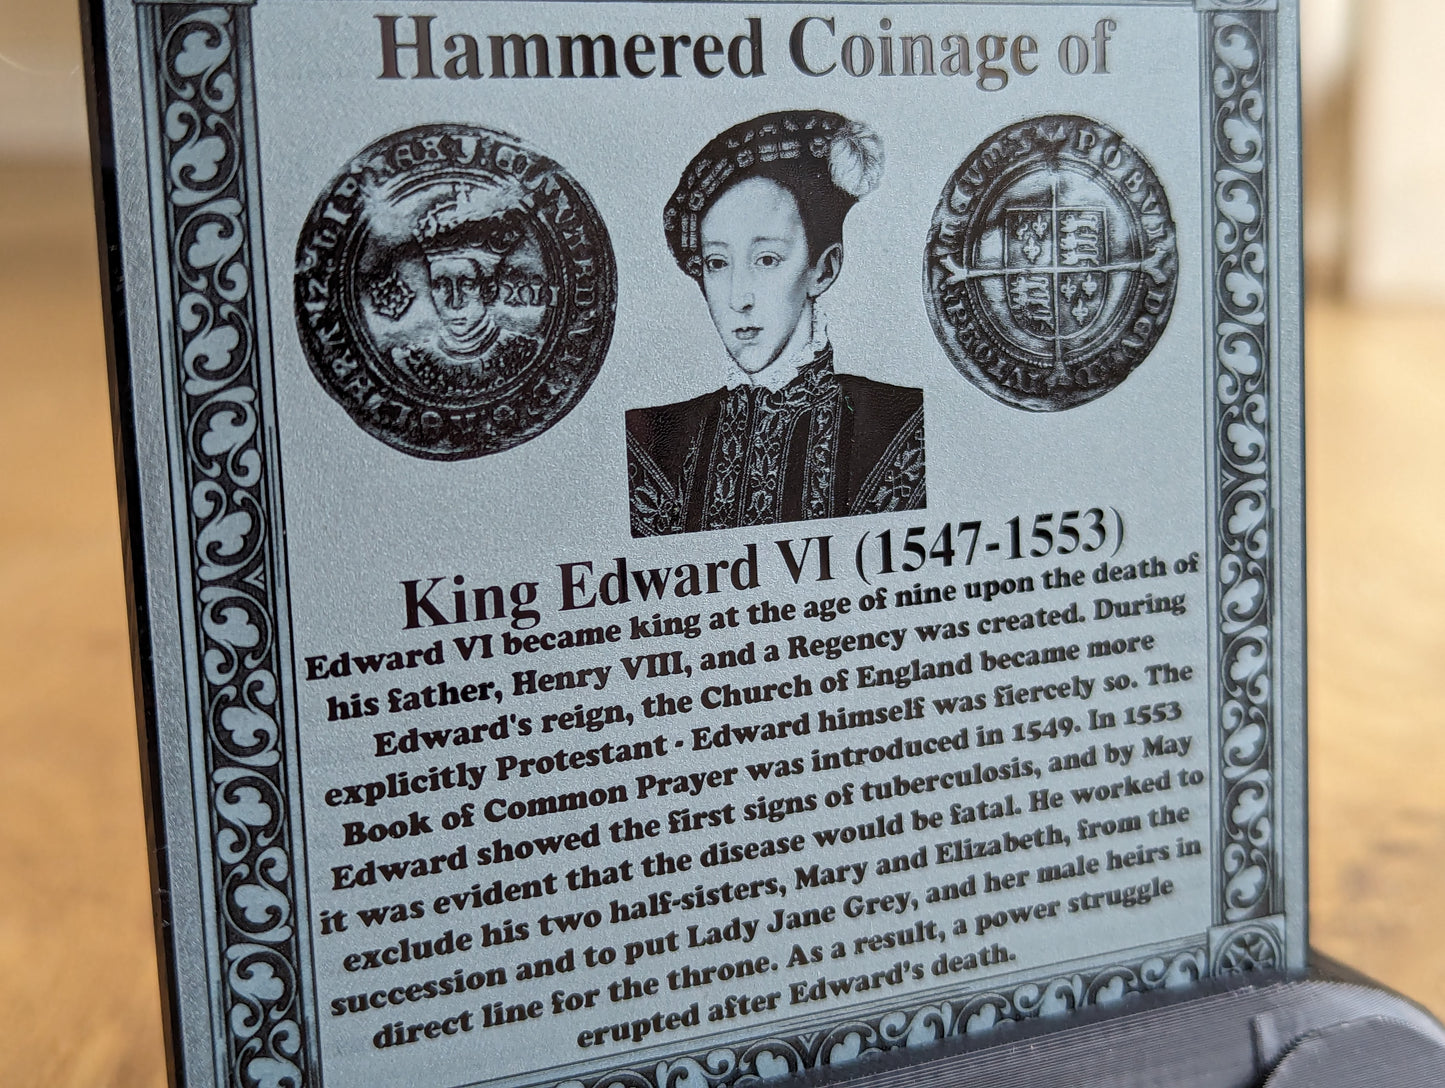 Hammered Coinage of
King Edward VI (1547-1553)
Edward VI became king at the age of nine upon the death of
his father, Henry VIII, and a Regency was created. During
Edward's reign, the Church of England became more
explicitly Protestant - Edward himself was fiercely so. The
Book of Common Prayer was introduced in 1549. In 1553
Edward showed the first signs of tuberculosis, and by May
it was evident that the disease would be fatal. He worked to
exclude his two half-sisters, Mary and Elizabeth, from the
succession and to put Lady Jane Grey, and her male heirs in
direct line for the throne. As a result, a power struggle
erupted after Edward’s death.